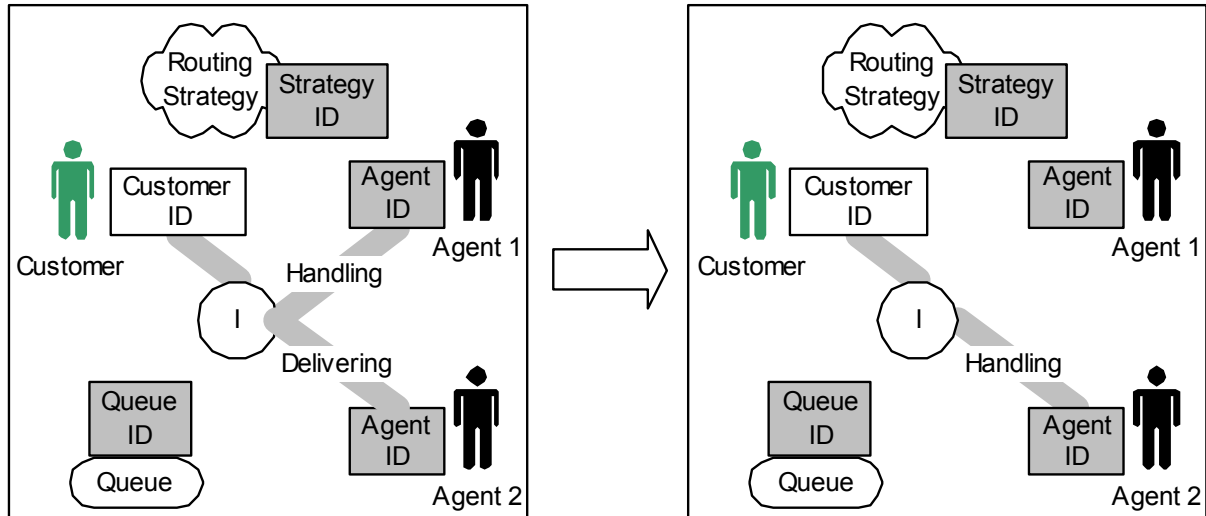 Routing
Strategy
Strategy
ID
Customer
ID
Agent
ID
Customer
Agent 1
Handling
I
Delivering
Queue
ID
Agent
ID
Queue
Agent 2
Routing
Strategy
Strategy
ID
Customer
ID
Agent
ID
Customer
Agent 1
I
Handling
Queue
ID
Agent
ID
Queue
Agent 2